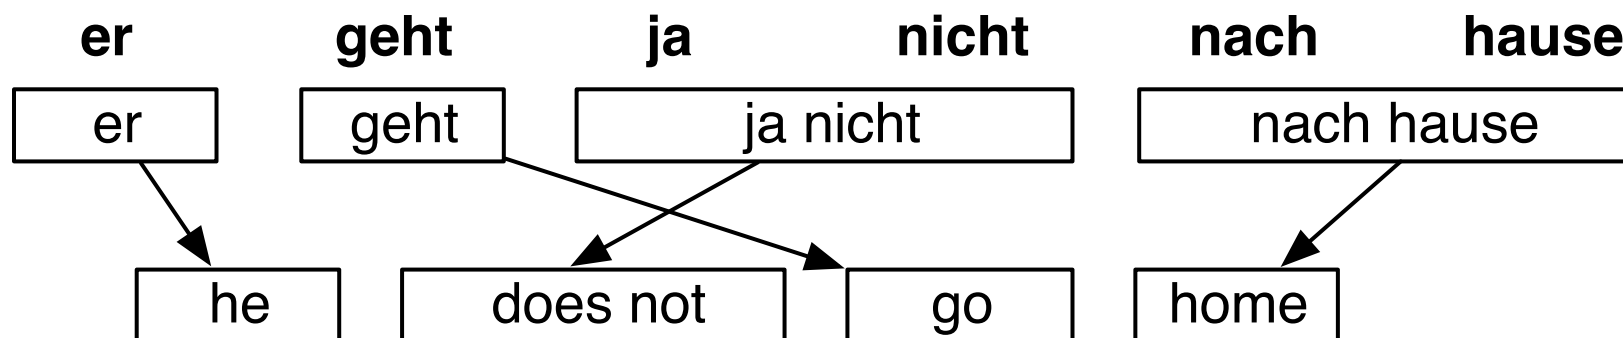 er geht ja nicht nach hause
er geht ja nicht nach hause
he does not go home